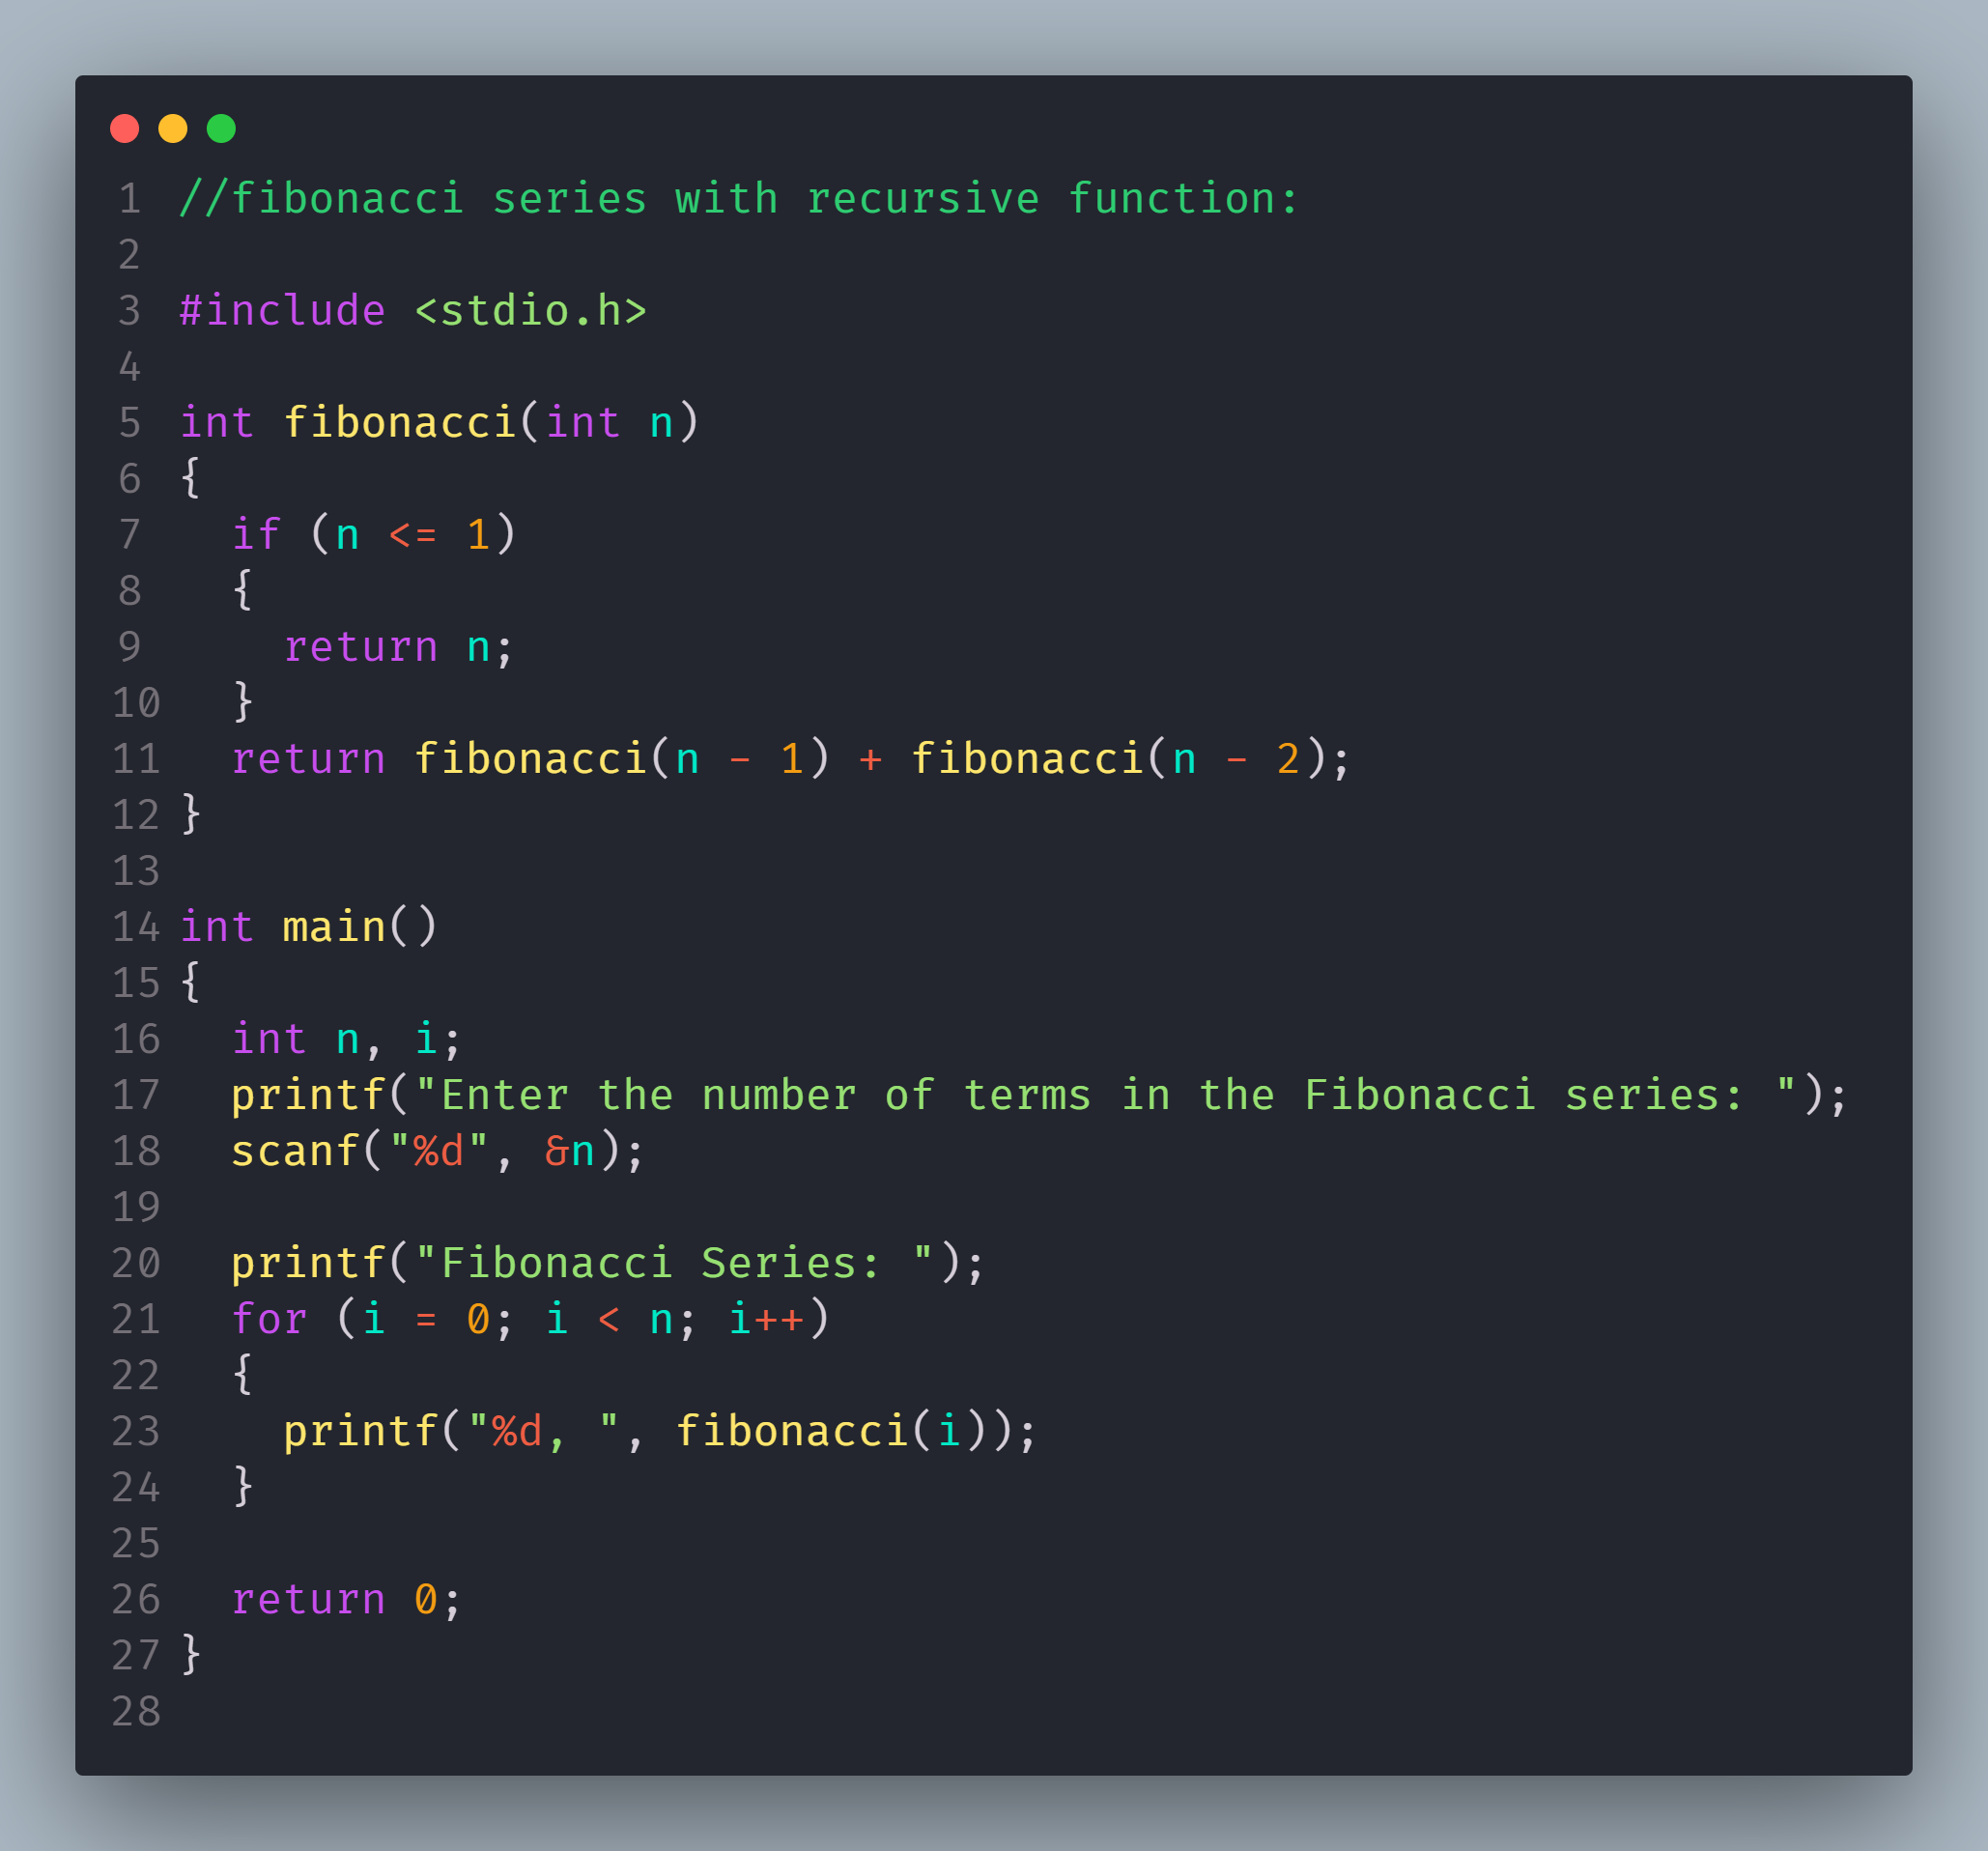 1 //fibonacci series with recursive function:
2
3 #include <stdio.h>
4
5 int fibonacci(int n)
6 {
7   if (n <= 1)
8   {
9     return n;
10   }
11   return fibonacci(n - 1) + fibonacci(n - 2);
12 }
13
14 int main()
15 {
16   int n, i;
17   printf("Enter the number of terms in the Fibonacci series: ");
18   scanf("%d", &n);
19
20   printf("Fibonacci Series: ");
21   for (i = 0; i < n; i++)
22   {
23     printf("%d, ", fibonacci(i));
24   }
25
26   return 0;
27 }
28